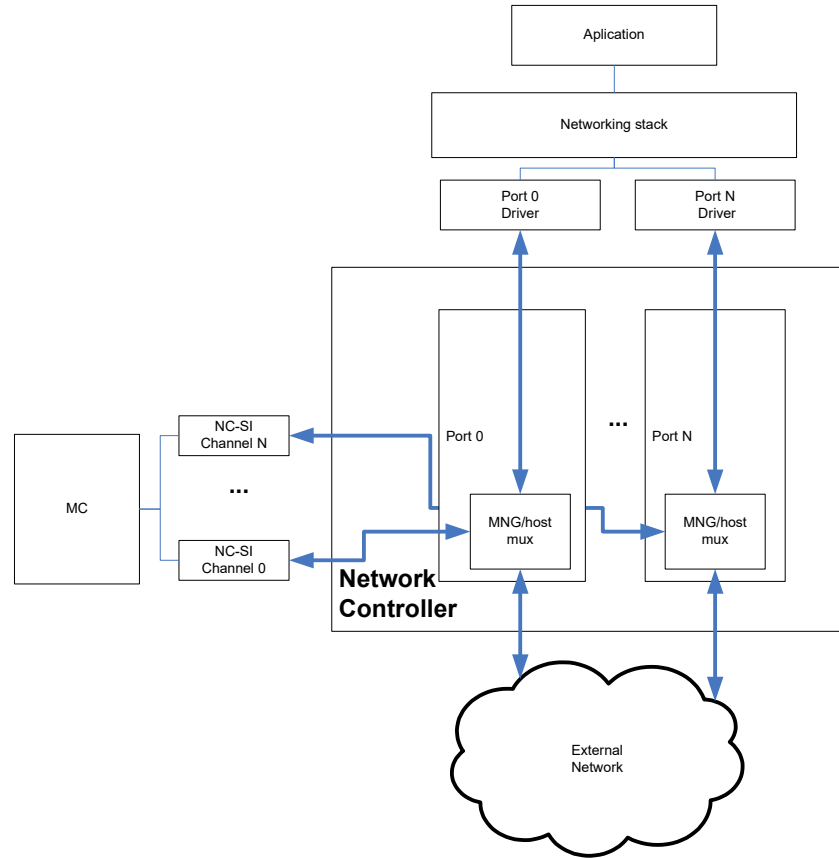 Aplication
Networking stack
Port 0
Driver
Port N
Driver
NC-SI
Channel N
...
Port 0
Port N
...
MC
NC-SI
Channel 0
MNG/host
mux
MNG/host
mux
Network
Controller
External
Network